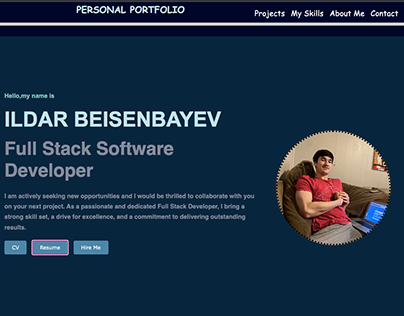 PERSONAL PORTFOLIO
Projects My Skills About Me Contact
Hello,my name is
ILDAR BEISENBAYEV
Full Stack Software
Developer
I am actively seeking new opportunities and I would be thrilled to collaborate with you
on your next project. As a passionate and dedicated Full Stack Developer, I bring a
strong skill set, a drive for excellence, and a commitment to delivering outstanding
results.
CV Resume Hire Me